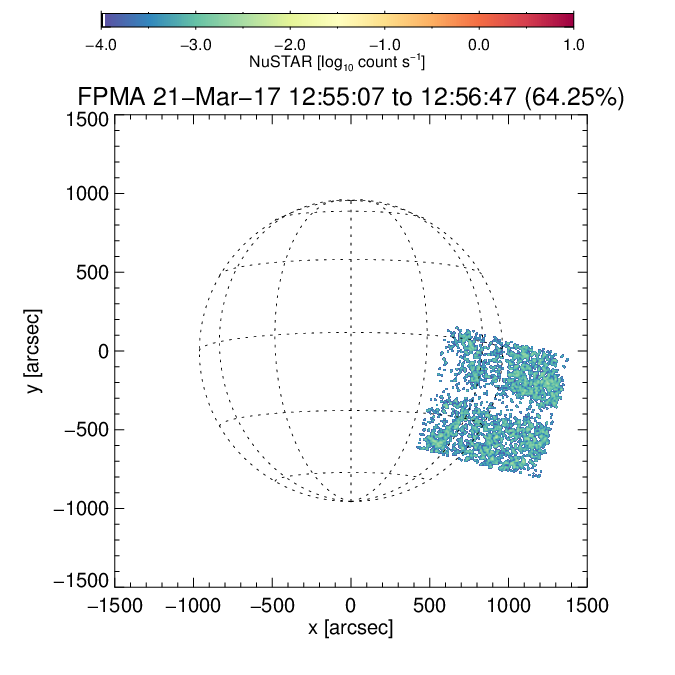 −4.0 −3.0 −2.0 −1.0 0.0 1.0
NuSTAR [log₁₀ count s⁻¹]
FPMA 21−Mar−17 12:55:07 to 12:56:47 (64.25%)
1500
1000
500
0
−500
−1000
−1500
y [arcsec]
−1500 −1000 −500 0 500 1000 1500
x [arcsec]